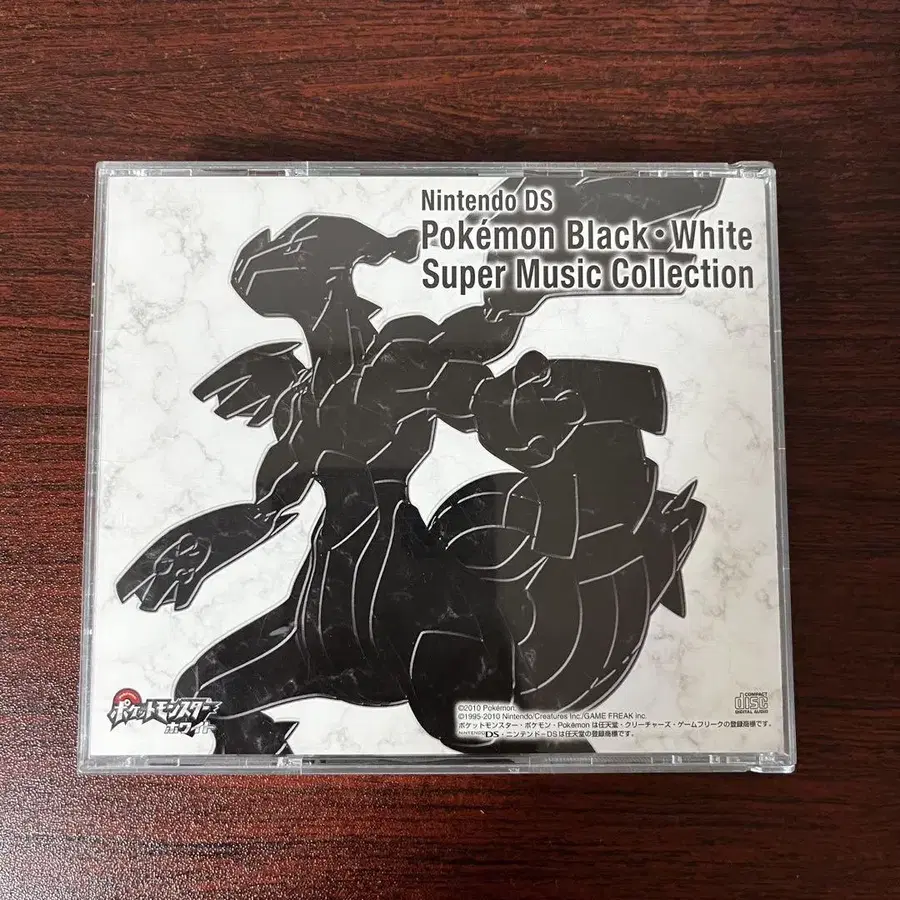 Nintendo DS
Pokémon Black・White
Super Music Collection
ポケットモンスター
ホワイト
©2010 Pokémon.
©1995-2010 Nintendo/Creatures Inc./GAME FREAK inc.
ポケットモンスター・ポケモン・Pokémon は任天堂・クリーチャーズ・ゲームフリークの登録商標です。
NINTENDO DS・ニンテンドーDSは任天堂の登録商標です。
COMPACT
disc
DIGITAL AUDIO